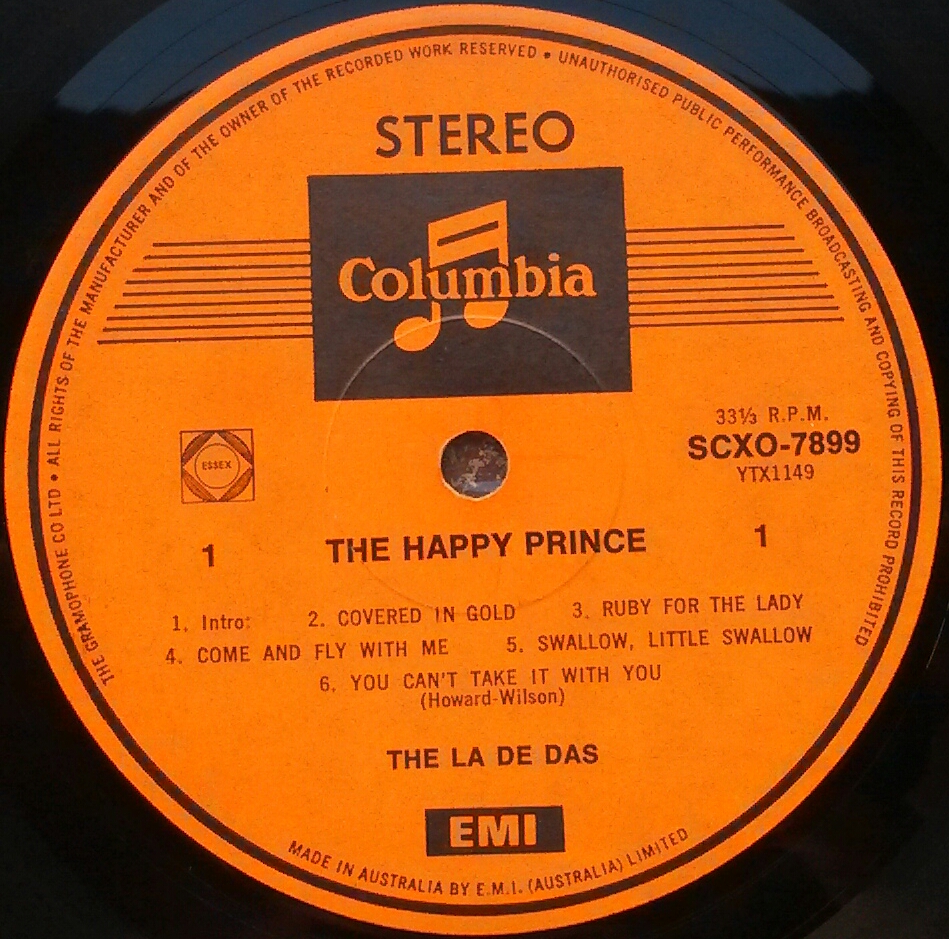 THE GRAMOPHONE CO LTD • ALL RIGHTS OF THE MANUFACTURER AND OF THE OWNER OF THE RECORDED WORK RESERVED • UNAUTHORISED PUBLIC PERFORMANCE BROADCASTING AND COPYING OF THIS RECORD PROHIBITED
STEREO
Columbia
33⅓ R.P.M.
SCXO-7899
YTX1149
ESSEX
1 THE HAPPY PRINCE 1
1. Intro: 2. COVERED IN GOLD 3. RUBY FOR THE LADY
4. COME AND FLY WITH ME 5. SWALLOW, LITTLE SWALLOW
6. YOU CAN'T TAKE IT WITH YOU
(Howard-Wilson)
THE LA DE DAS
EMI
MADE IN AUSTRALIA BY E.M.I. (AUSTRALIA) LIMITED